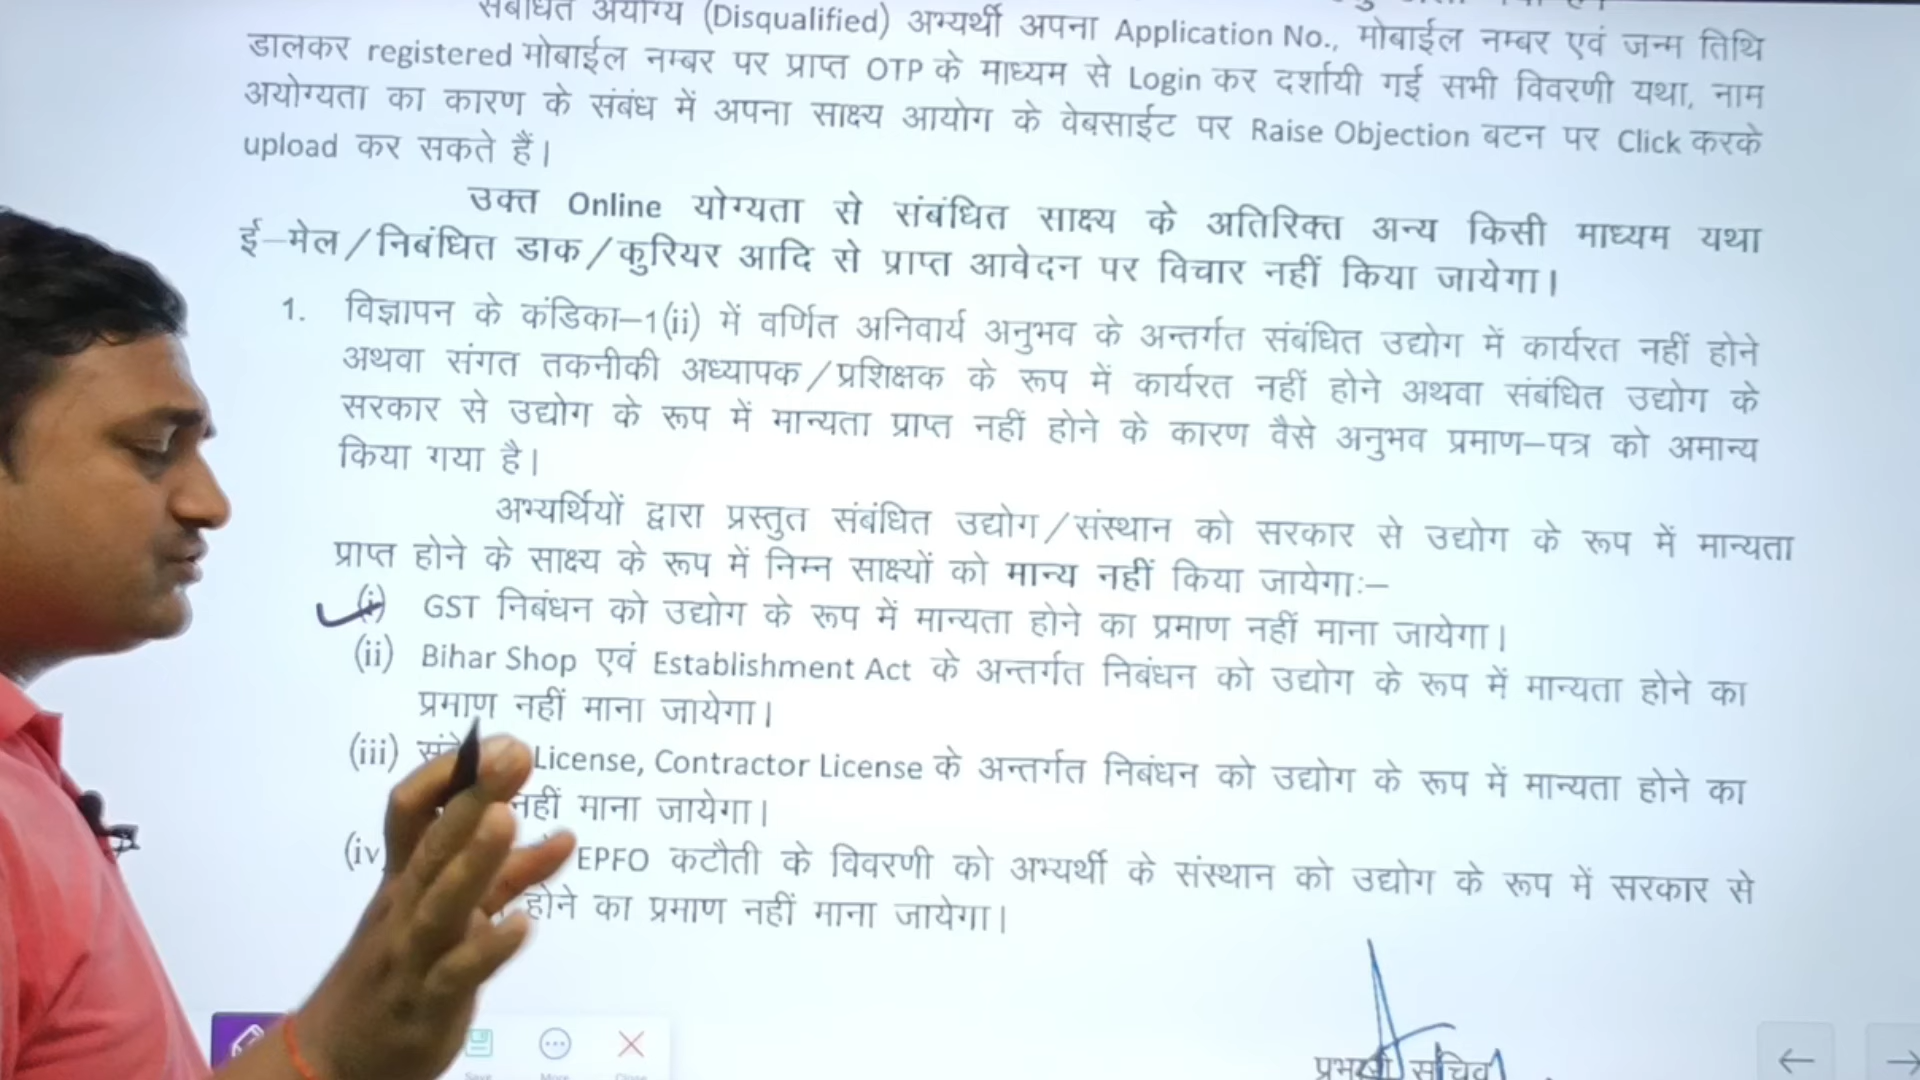 संबंधित अयोग्य (Disqualified) अभ्यर्थी अपना Application No., मोबाईल नम्बर एवं जन्म तिथि
डालकर registered मोबाईल नम्बर पर प्राप्त OTP के माध्यम से Login कर दर्शायी गई सभी विवरणी यथा, नाम
अयोग्यता का कारण के संबंध में अपना साक्ष्य आयोग के वेबसाईट पर Raise Objection बटन पर Click करके
upload कर सकते हैं।
उक्त Online योग्यता से संबंधित साक्ष्य के अतिरिक्त अन्य किसी माध्यम यथा
ई–मेल/निबंधित डाक/कुरियर आदि से प्राप्त आवेदन पर विचार नहीं किया जायेगा।
1. विज्ञापन के कंडिका–1(ii) में वर्णित अनिवार्य अनुभव के अन्तर्गत संबंधित उद्योग में कार्यरत नहीं होने
अथवा संगत तकनीकी अध्यापक/प्रशिक्षक के रूप में कार्यरत नहीं होने अथवा संबंधित उद्योग के
सरकार से उद्योग के रूप में मान्यता प्राप्त नहीं होने के कारण वैसे अनुभव प्रमाण–पत्र को अमान्य
किया गया है।
अभ्यर्थियों द्वारा प्रस्तुत संबंधित उद्योग/संस्थान को सरकार से उद्योग के रूप में मान्यता
प्राप्त होने के साक्ष्य के रूप में निम्न साक्ष्यों को मान्य नहीं किया जायेगा:–
(i) GST निबंधन को उद्योग के रूप में मान्यता होने का प्रमाण नहीं माना जायेगा।
(ii) Bihar Shop एवं Establishment Act के अन्तर्गत निबंधन को उद्योग के रूप में मान्यता होने का
प्रमाण नहीं माना जायेगा।
(iii) License, Contractor License के अन्तर्गत निबंधन को उद्योग के रूप में मान्यता होने का
नहीं माना जायेगा।
(iv EPFO कटौती के विवरणी को अभ्यर्थी के संस्थान को उद्योग के रूप में सरकार से
होने का प्रमाण नहीं माना जायेगा।
Save More Close
सचिव